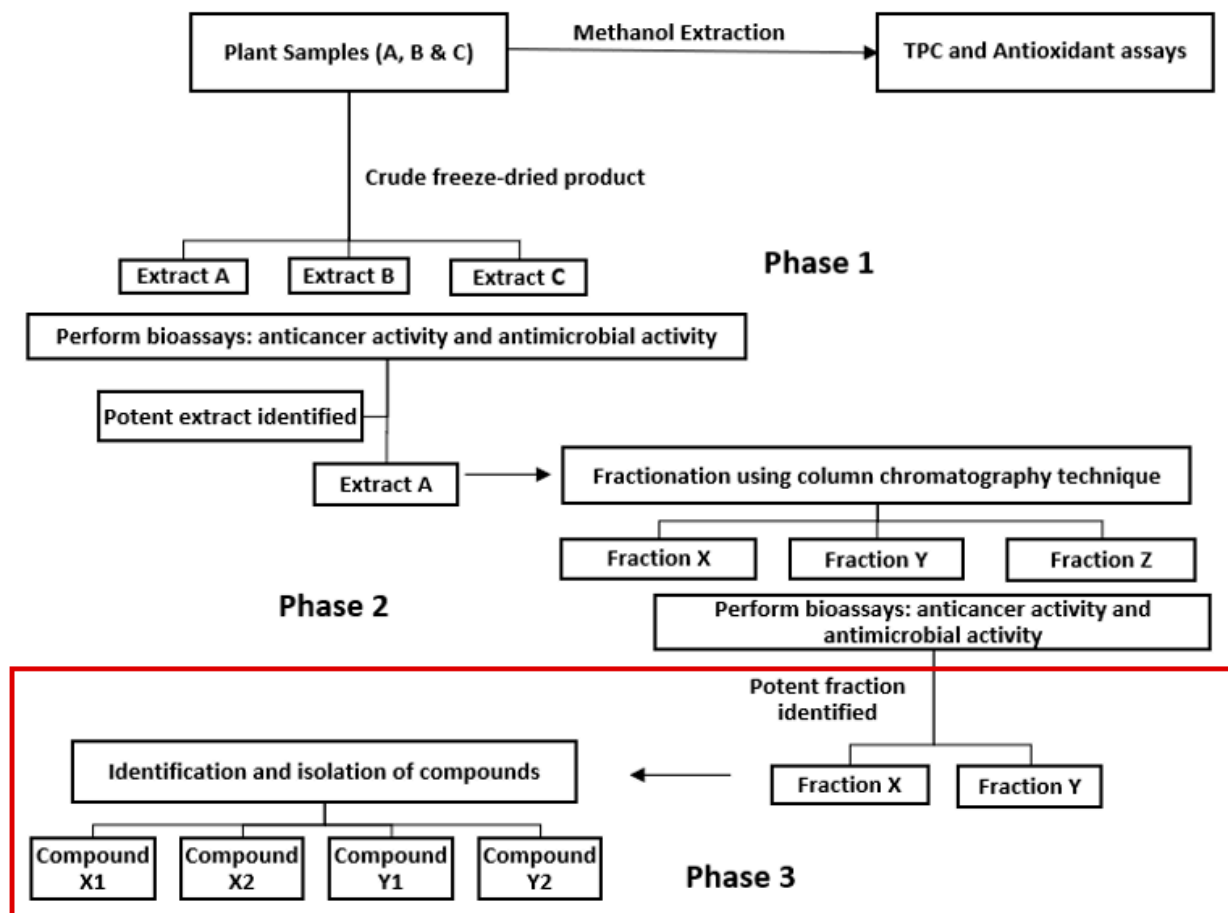 Plant Samples (A, B & C)
Methanol Extraction
TPC and Antioxidant assays
Crude freeze-dried product
Extract A
Extract B
Extract C
Phase 1
Perform bioassays: anticancer activity and antimicrobial activity
Potent extract identified
Extract A
Fractionation using column chromatography technique
Fraction X
Fraction Y
Fraction Z
Phase 2
Perform bioassays: anticancer activity and
antimicrobial activity
Potent fraction
identified
Fraction X
Fraction Y
Identification and isolation of compounds
Compound
X1
Compound
X2
Compound
Y1
Compound
Y2
Phase 3